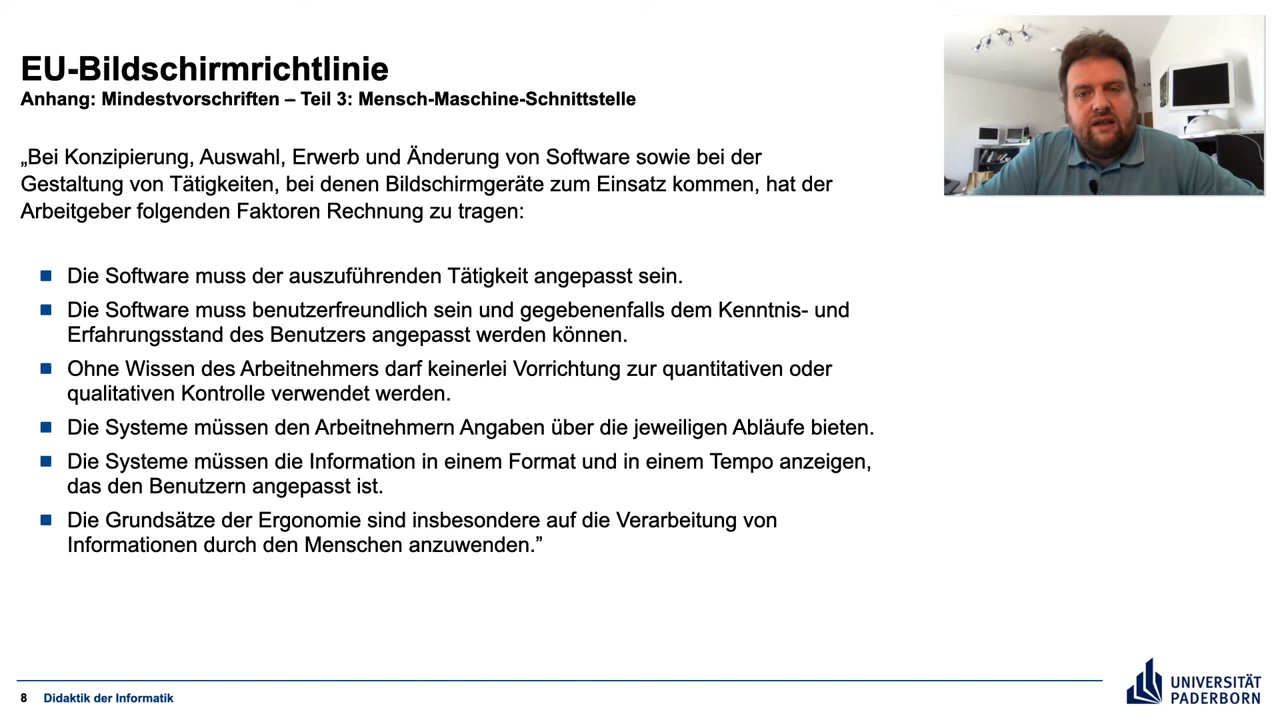 EU-Bildschirmrichtlinie
Anhang: Mindestvorschriften – Teil 3: Mensch-Maschine-Schnittstelle
„Bei Konzipierung, Auswahl, Erwerb und Änderung von Software sowie bei der
Gestaltung von Tätigkeiten, bei denen Bildschirmgeräte zum Einsatz kommen, hat der
Arbeitgeber folgenden Faktoren Rechnung zu tragen:
Die Software muss der auszuführenden Tätigkeit angepasst sein.
Die Software muss benutzerfreundlich sein und gegebenenfalls dem Kenntnis- und
Erfahrungsstand des Benutzers angepasst werden können.
Ohne Wissen des Arbeitnehmers darf keinerlei Vorrichtung zur quantitativen oder
qualitativen Kontrolle verwendet werden.
Die Systeme müssen den Arbeitnehmern Angaben über die jeweiligen Abläufe bieten.
Die Systeme müssen die Information in einem Format und in einem Tempo anzeigen,
das den Benutzern angepasst ist.
Die Grundsätze der Ergonomie sind insbesondere auf die Verarbeitung von
Informationen durch den Menschen anzuwenden.”
8 Didaktik der Informatik
UNIVERSITÄT
PADERBORN